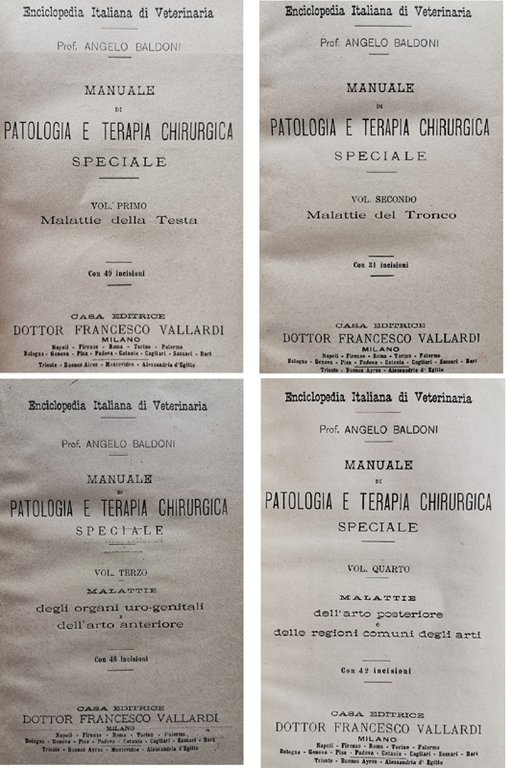 Enciclopedia Italiana di Veterinaria
Prof. ANGELO BALDONI
MANUALE
DI
PATOLOGIA E TERAPIA CHIRURGICA
SPECIALE
VOL. PRIMO
Malattie della Testa
Con 49 incisioni
CASA EDITRICE
DOTTOR FRANCESCO VALLARDI
MILANO
Napoli - Firenze - Roma - Torino - Palermo
Bologna - Genova - Pisa - Padova - Catania - Cagliari - Sassari - Bari
Trieste - Buenos Aires - Montevideo - Alessandria d'Egitto
Enciclopedia Italiana di Veterinaria
Prof. ANGELO BALDONI
MANUALE
DI
PATOLOGIA E TERAPIA CHIRURGICA
SPECIALE
VOL. SECONDO
Malattie del Tronco
Con 31 incisioni
CASA EDITRICE
DOTTOR FRANCESCO VALLARDI
MILANO
Napoli - Firenze - Roma - Torino - Palermo
Bologna - Genova - Pisa - Padova - Catania - Cagliari - Sassari - Bari
Trieste - Buenos Ayres - Montevideo - Alessandria d'Egitto
Enciclopedia Italiana di Veterinaria
Prof. ANGELO BALDONI
MANUALE
DI
PATOLOGIA E TERAPIA CHIRURGICA
SPECIALE
VOL. TERZO
MALATTIE
degli organi uro-genitali
e
dell'arto anteriore
Con 46 incisioni
CASA EDITRICE
DOTTOR FRANCESCO VALLARDI
MILANO
Napoli - Firenze - Roma - Torino - Palermo
Bologna - Genova - Pisa - Padova - Catania - Cagliari - Sassari - Bari
Trieste - Buenos Ayres - Montevideo - Alessandria d'Egitto
Enciclopedia Italiana di Veterinaria
Prof. ANGELO BALDONI
MANUALE
DI
PATOLOGIA E TERAPIA CHIRURGICA
SPECIALE
VOL. QUARTO
MALATTIE
dell'arto posteriore
e
delle regioni comuni degli arti
Con 42 incisioni
CASA EDITRICE
DOTTOR FRANCESCO VALLARDI
MILANO
Napoli - Firenze - Roma - Torino - Palermo
Bologna - Genova - Pisa - Padova - Catania - Cagliari - Sassari - Bari
Trieste - Buenos Ayres - Montevideo - Alessandria d'Egitto